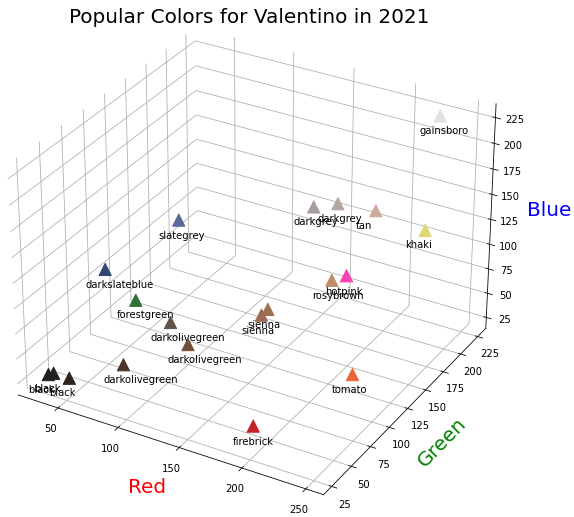 Popular Colors for Valentino in 2021
gainsboro
225
200
175
150
125
100
75
50
25
Blue
darkgrey
darkgrey
tan
khaki
slategrey
darkslateblue
hotpink
rosybrown
forestgreen
sienna
sienna
darkolivegreen
darkolivegreen
darkolivegreen
black
black
black
tomato
firebrick
225
200
175
150
125
100
75
50
25
Green
50
100
150
200
250
Red